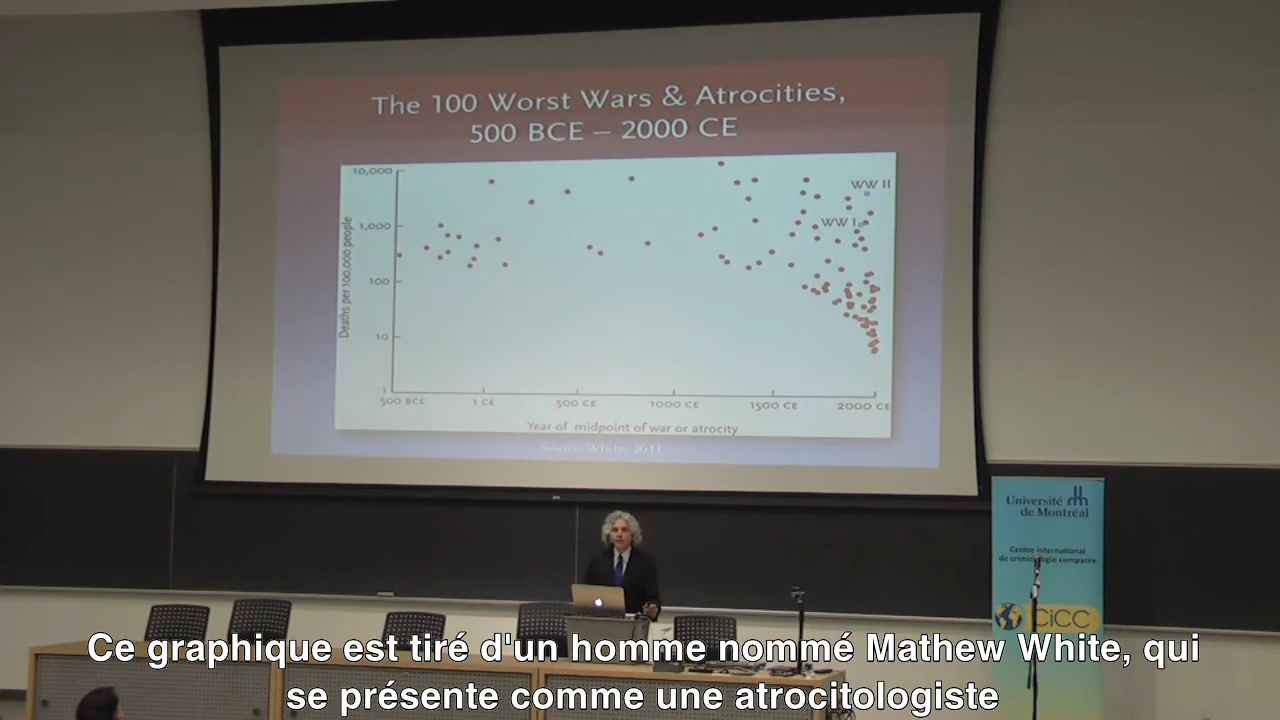 The 100 Worst Wars & Atrocities,
500 BCE – 2000 CE
10,000
WW II
1,000
WW I
100
10
1
Deaths per 100,000 people
500 BCE 1 CE 500 CE 1000 CE 1500 CE 2000 CE
Year of midpoint of war or atrocity
Source: White, 2011
Université
de Montréal
Centre international
de criminologie comparée
CiCC
Ce graphique est tiré d'un homme nommé Mathew White, qui
se présente comme une atrocitologiste